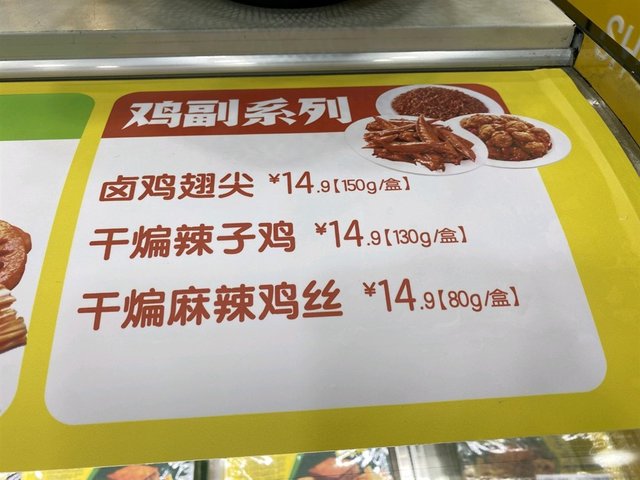 鸡副系列
卤鸡翅尖 ¥14.9【150g/盒】
干煸辣子鸡 ¥14.9【130g/盒】
干煸麻辣鸡丝 ¥14.9【80g/盒】